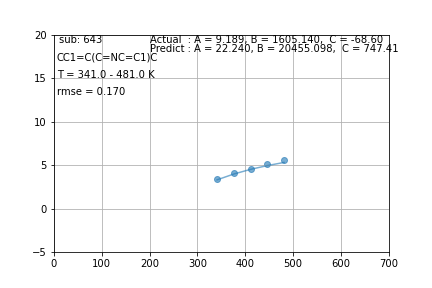 sub: 643
Actual : A = 9.189, B = 1605.140, C = -68.60
Predict : A = 22.240, B = 20455.098, C = 747.41
CC1=C(C=NC=C1)C
T = 341.0 - 481.0 K
rmse = 0.170
20
15
10
5
0
−5
0 100 200 300 400 500 600 700